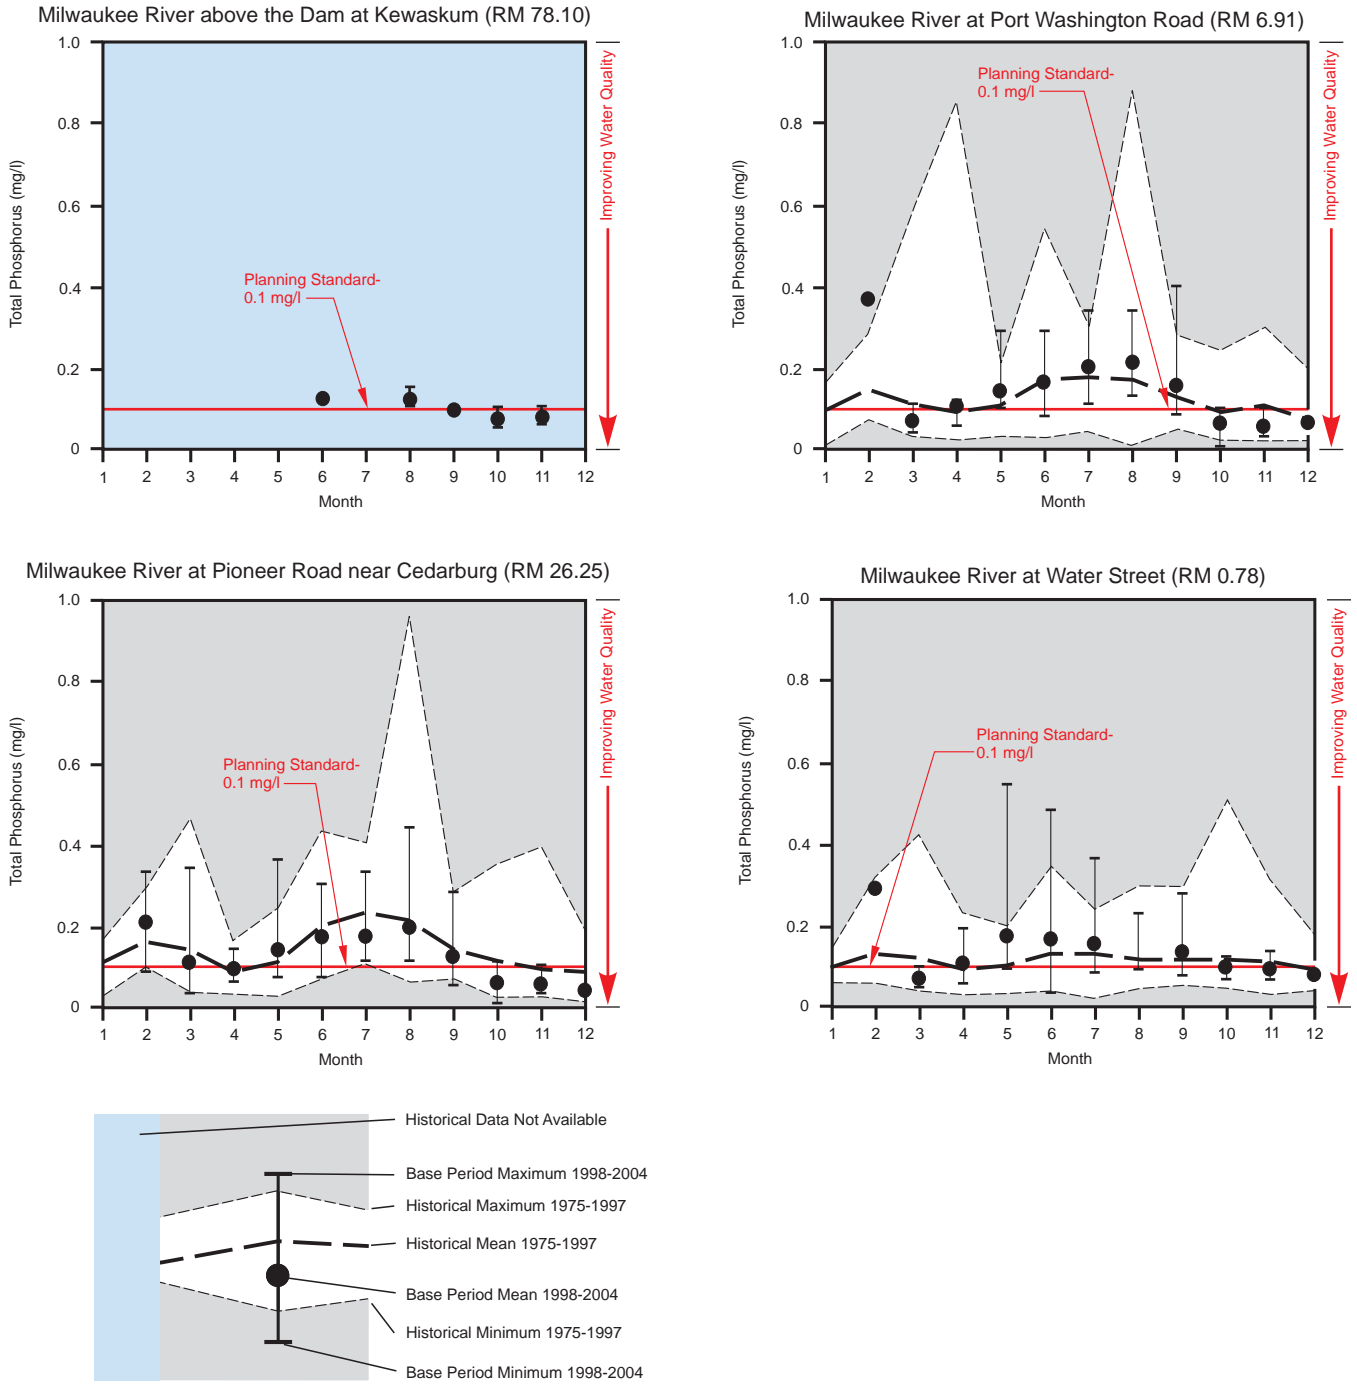 Milwaukee River above the Dam at Kewaskum (RM 78.10)
1.0
0.8
0.6
0.4
0.2
0
Total Phosphorus (mg/l)
Planning Standard-
0.1 mg/l
Improving Water Quality
1 2 3 4 5 6 7 8 9 10 11 12
Month
Milwaukee River at Port Washington Road (RM 6.91)
1.0
0.8
0.6
0.4
0.2
0
Total Phosphorus (mg/l)
Planning Standard-
0.1 mg/l
Improving Water Quality
1 2 3 4 5 6 7 8 9 10 11 12
Month
Milwaukee River at Pioneer Road near Cedarburg (RM 26.25)
1.0
0.8
0.6
0.4
0.2
0
Total Phosphorus (mg/l)
Planning Standard-
0.1 mg/l
Improving Water Quality
1 2 3 4 5 6 7 8 9 10 11 12
Month
Milwaukee River at Water Street (RM 0.78)
1.0
0.8
0.6
0.4
0.2
0
Total Phosphorus (mg/l)
Planning Standard-
0.1 mg/l
Improving Water Quality
1 2 3 4 5 6 7 8 9 10 11 12
Month
Historical Data Not Available
Base Period Maximum 1998-2004
Historical Maximum 1975-1997
Historical Mean 1975-1997
Base Period Mean 1998-2004
Historical Minimum 1975-1997
Base Period Minimum 1998-2004